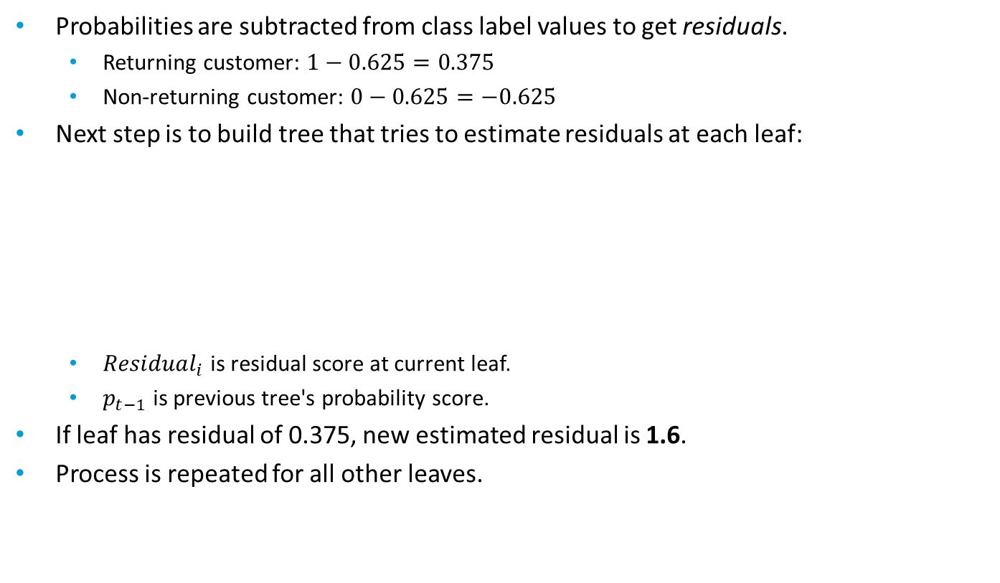 • Probabilities are subtracted from class label values to get residuals.
• Returning customer: 1 − 0.625 = 0.375
• Non-returning customer: 0 − 0.625 = −0.625
• Next step is to build tree that tries to estimate residuals at each leaf:
• Residualᵢ is residual score at current leaf.
• pₜ₋₁ is previous tree's probability score.
• If leaf has residual of 0.375, new estimated residual is 1.6.
• Process is repeated for all other leaves.